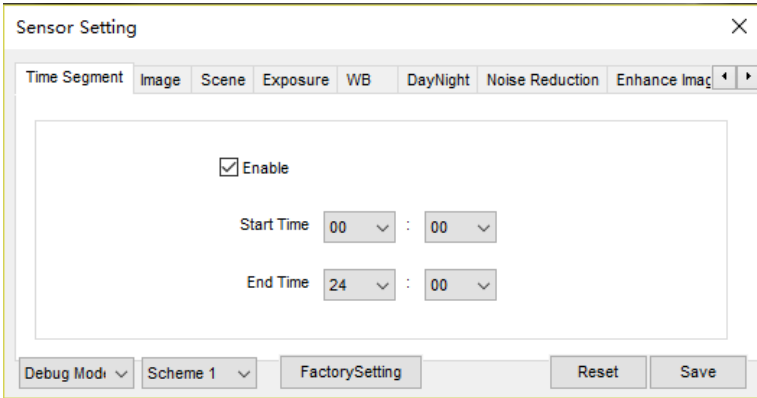 Sensor Setting
Time Segment Image Scene Exposure WB DayNight Noise Reduction Enhance Imag
Enable
Start Time 00 : 00
End Time 24 : 00
Debug Mode Scheme 1 FactorySetting Reset Save